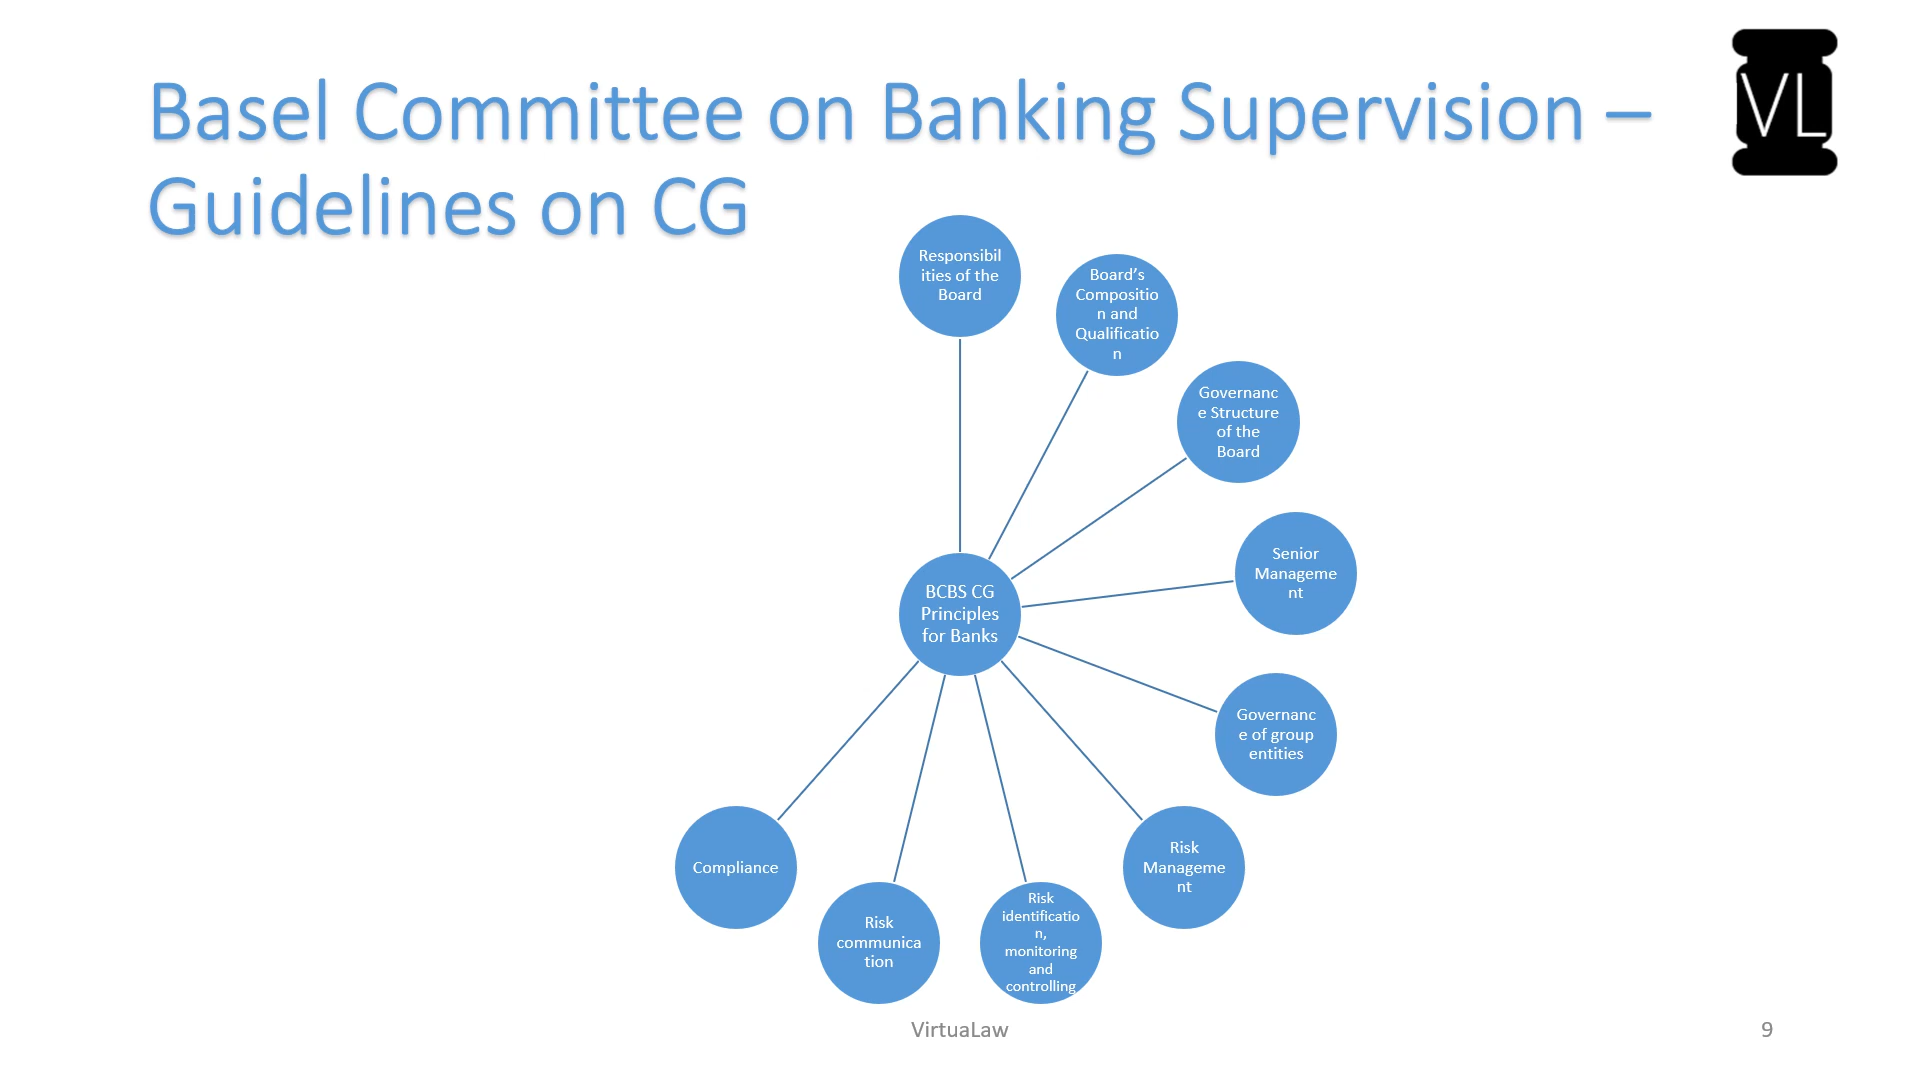 Basel Committee on Banking Supervision –
Guidelines on CG
VL
Responsibil
ities of the
Board
Board’s
Compositio
n and
Qualificatio
n
Governanc
e Structure
of the
Board
Senior
Manageme
nt
Governanc
e of group
entities
Risk
Manageme
nt
Risk
identificatio
n,
monitoring
and
controlling
Risk
communica
tion
Compliance
BCBS CG
Principles
for Banks
VirtuaLaw
9